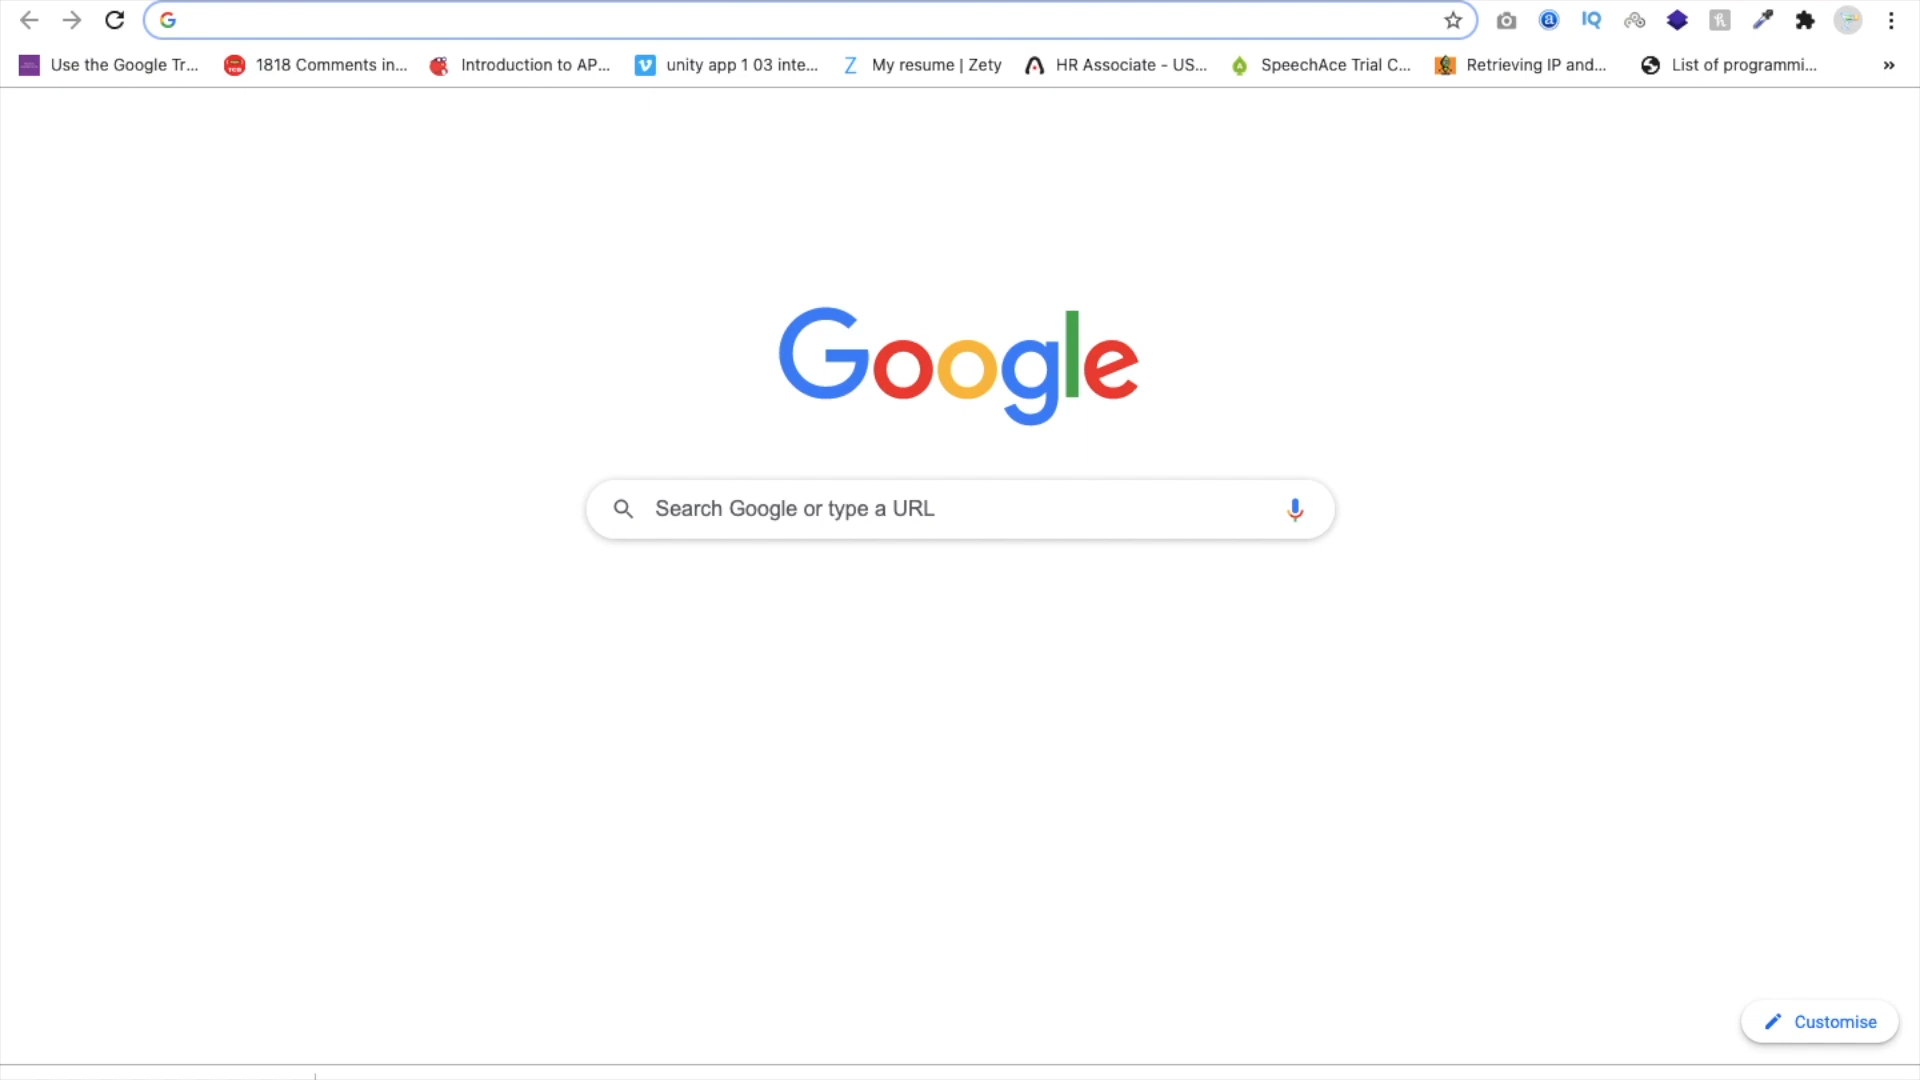 Use the Google Tr...
1818 Comments in...
Introduction to AP...
unity app 1 03 inte...
My resume | Zety
HR Associate - US...
SpeechAce Trial C...
Retrieving IP and...
List of programmi...
»
IQ
Google
Search Google or type a URL
Customise